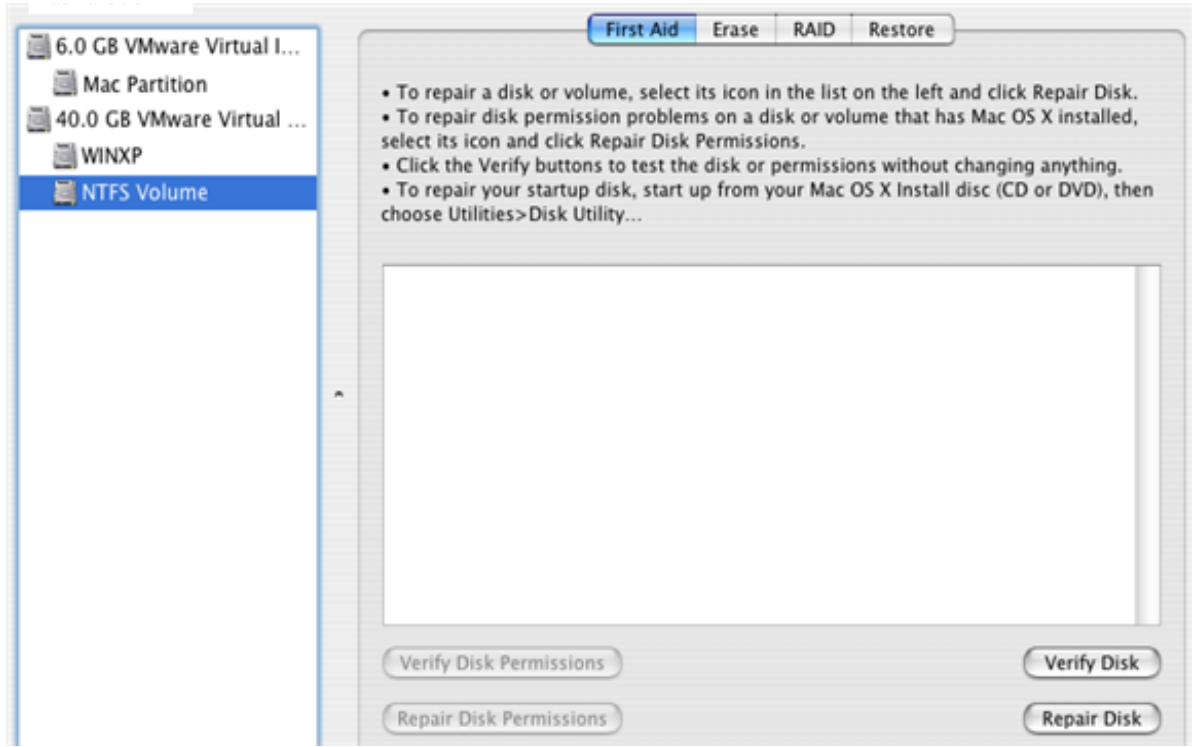 6.0 GB VMware Virtual I...
Mac Partition
40.0 GB VMware Virtual ...
WINXP
NTFS Volume
First Aid
Erase
RAID
Restore
• To repair a disk or volume, select its icon in the list on the left and click Repair Disk.
• To repair disk permission problems on a disk or volume that has Mac OS X installed,
select its icon and click Repair Disk Permissions.
• Click the Verify buttons to test the disk or permissions without changing anything.
• To repair your startup disk, start up from your Mac OS X Install disc (CD or DVD), then
choose Utilities>Disk Utility...
Verify Disk Permissions
Verify Disk
Repair Disk Permissions
Repair Disk